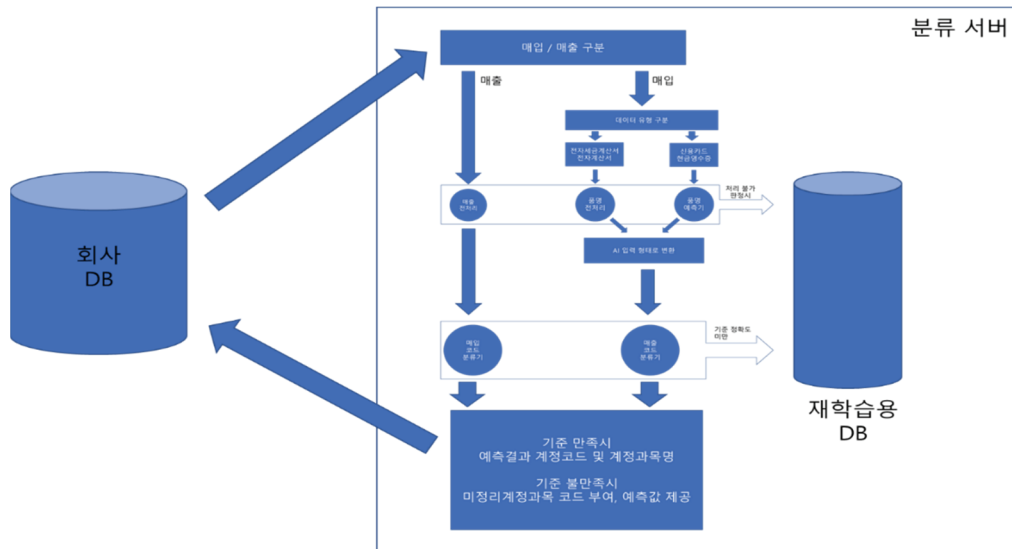 분류 서버
매입 / 매출 구분
매출
매입
데이터 유형 구분
전자세금계산서
전자계산서
신용카드
현금영수증
처리 불가
판정시
매출
전처리
품명
전처리
품명
예측기
회사
DB
AI 입력 형태로 변환
기준 정확도
미만
매입
코드
분류기
매출
코드
분류기
재학습용
DB
기준 만족시
예측결과 계정코드 및 계정과목명
기준 불만족시
미정리계정과목 코드 부여, 예측값 제공